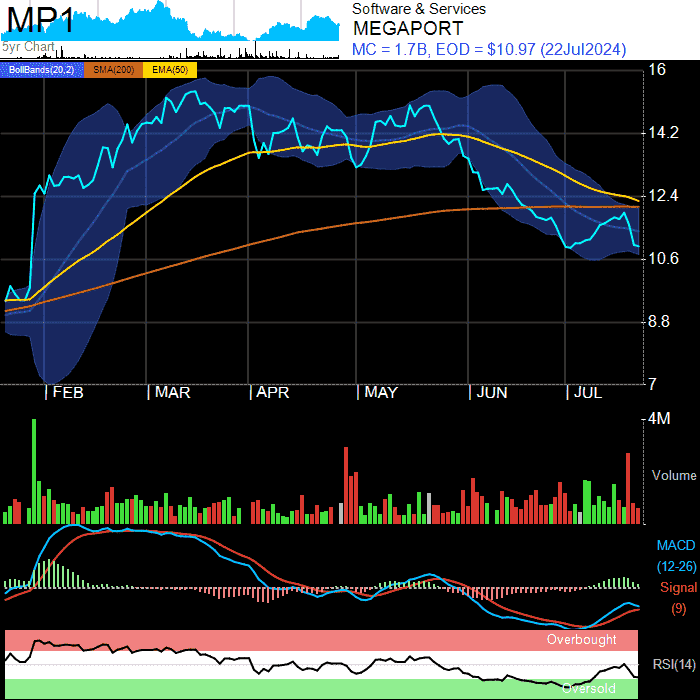 MP1
5yr Chart
Software & Services
MEGAPORT
MC = 1.7B, EOD = $10.97 (22Jul2024)
BollBands(20,2) SMA(200) EMA(50)
16
14.2
12.4
10.6
8.8
7
FEB MAR APR MAY JUN JUL
4M
Volume
MACD
(12-26)
Signal
(9)
Overbought
RSI(14)
Oversold